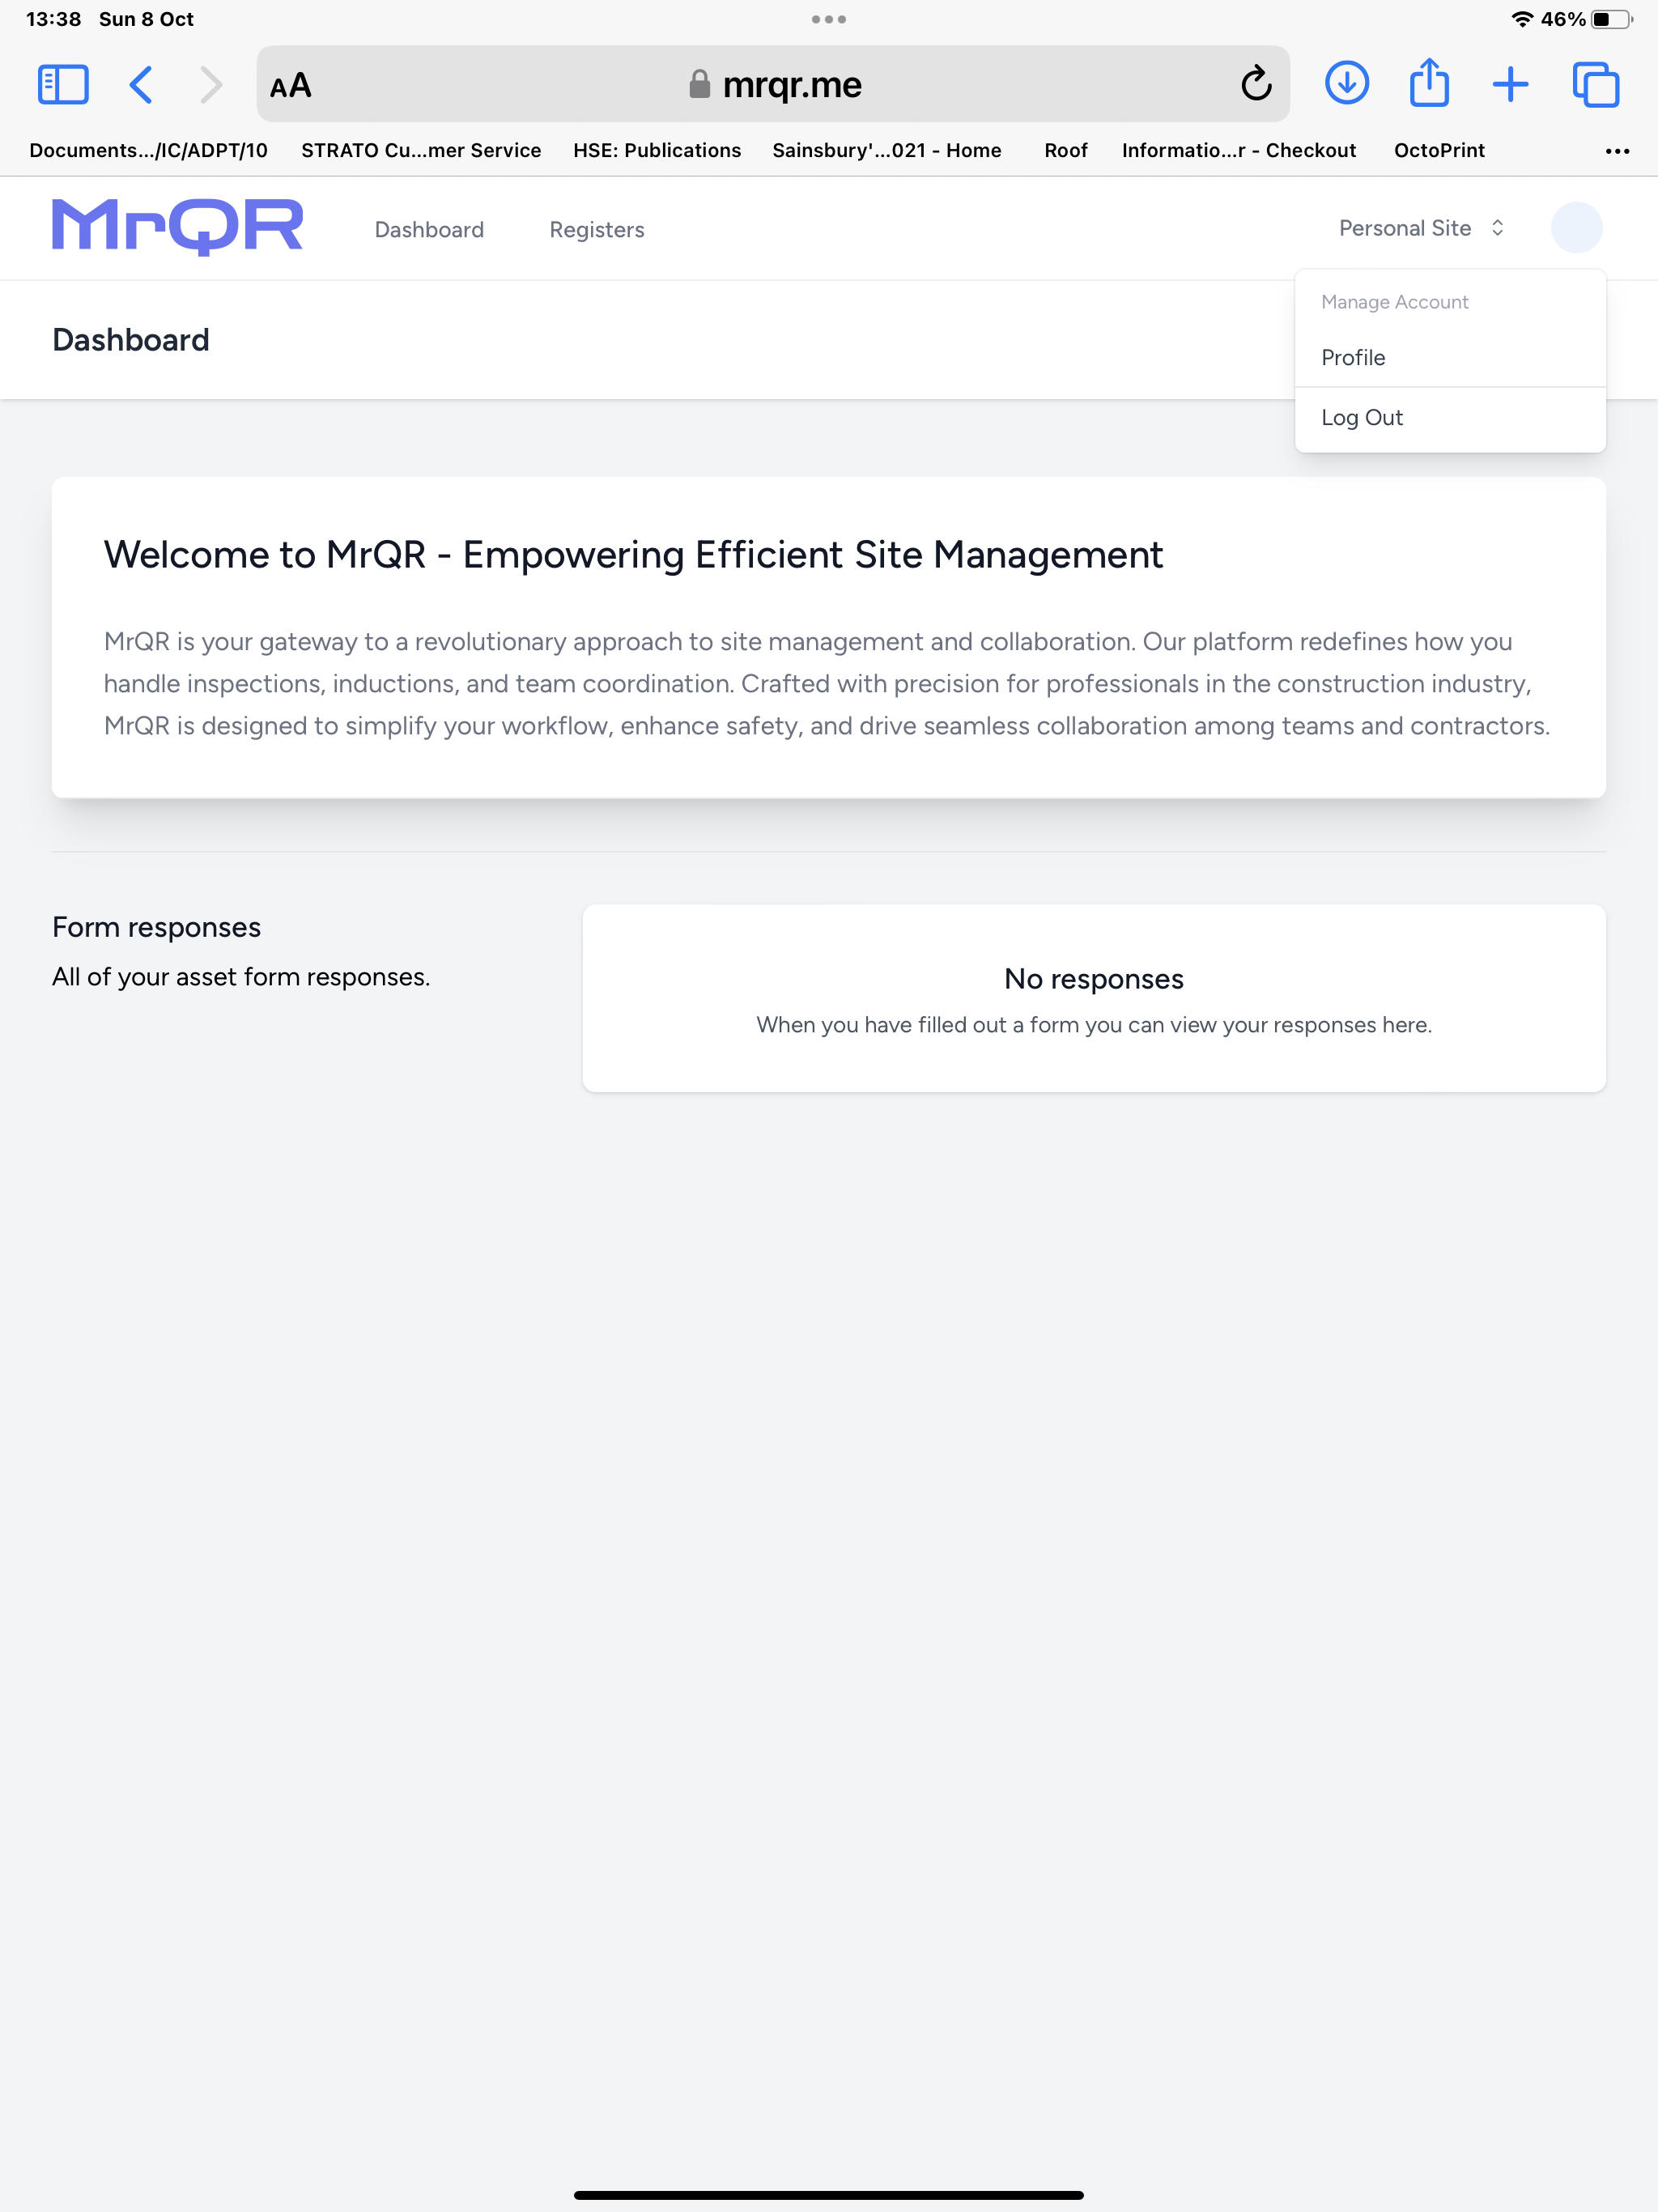 13:38 Sun 8 Oct
46%
AA mrqr.me
Documents.../IC/ADPT/10 STRATO Cu...mer Service HSE: Publications Sainsbury'...021 - Home Roof Informatio...r - Checkout OctoPrint
MrQR Dashboard Registers Personal Site
Manage Account
Profile
Log Out
Dashboard
Welcome to MrQR - Empowering Efficient Site Management
MrQR is your gateway to a revolutionary approach to site management and collaboration. Our platform redefines how you
handle inspections, inductions, and team coordination. Crafted with precision for professionals in the construction industry,
MrQR is designed to simplify your workflow, enhance safety, and drive seamless collaboration among teams and contractors.
Form responses
All of your asset form responses.
No responses
When you have filled out a form you can view your responses here.